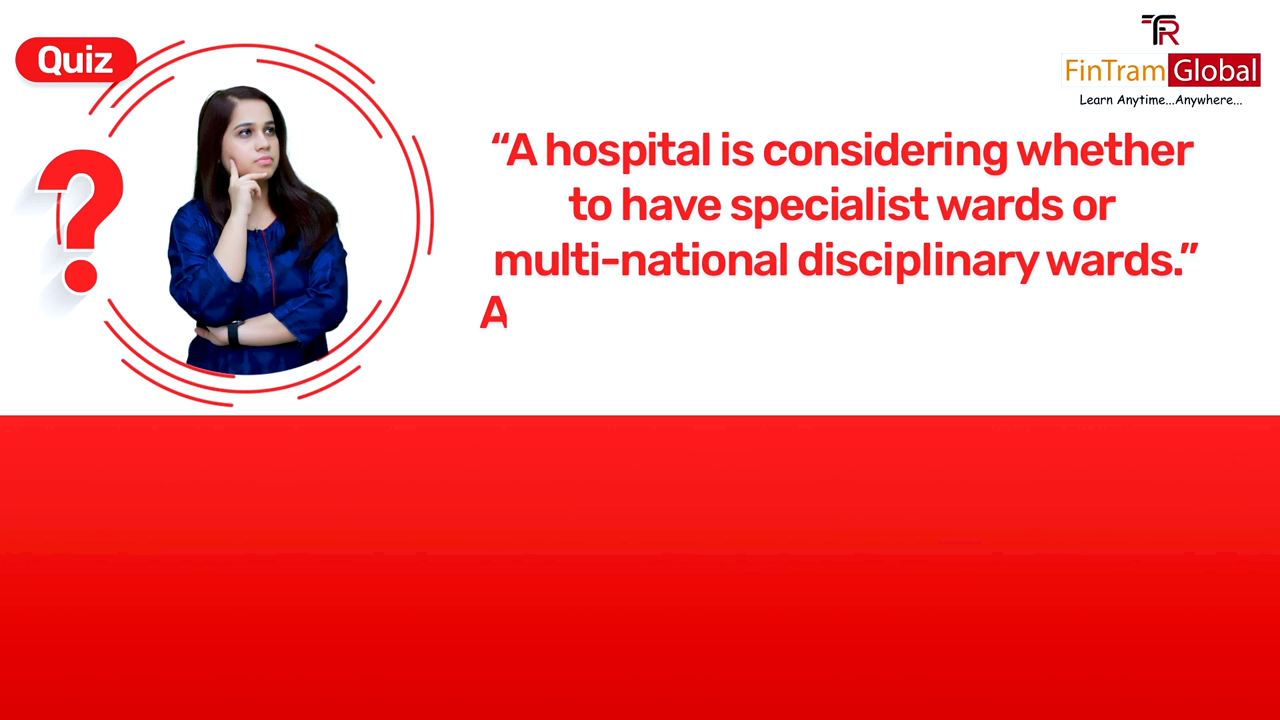 Quiz
?
TR
FinTram Global
Learn Anytime...Anywhere...
“A hospital is considering whether
to have specialist wards or
multi-national disciplinary wards.”
A